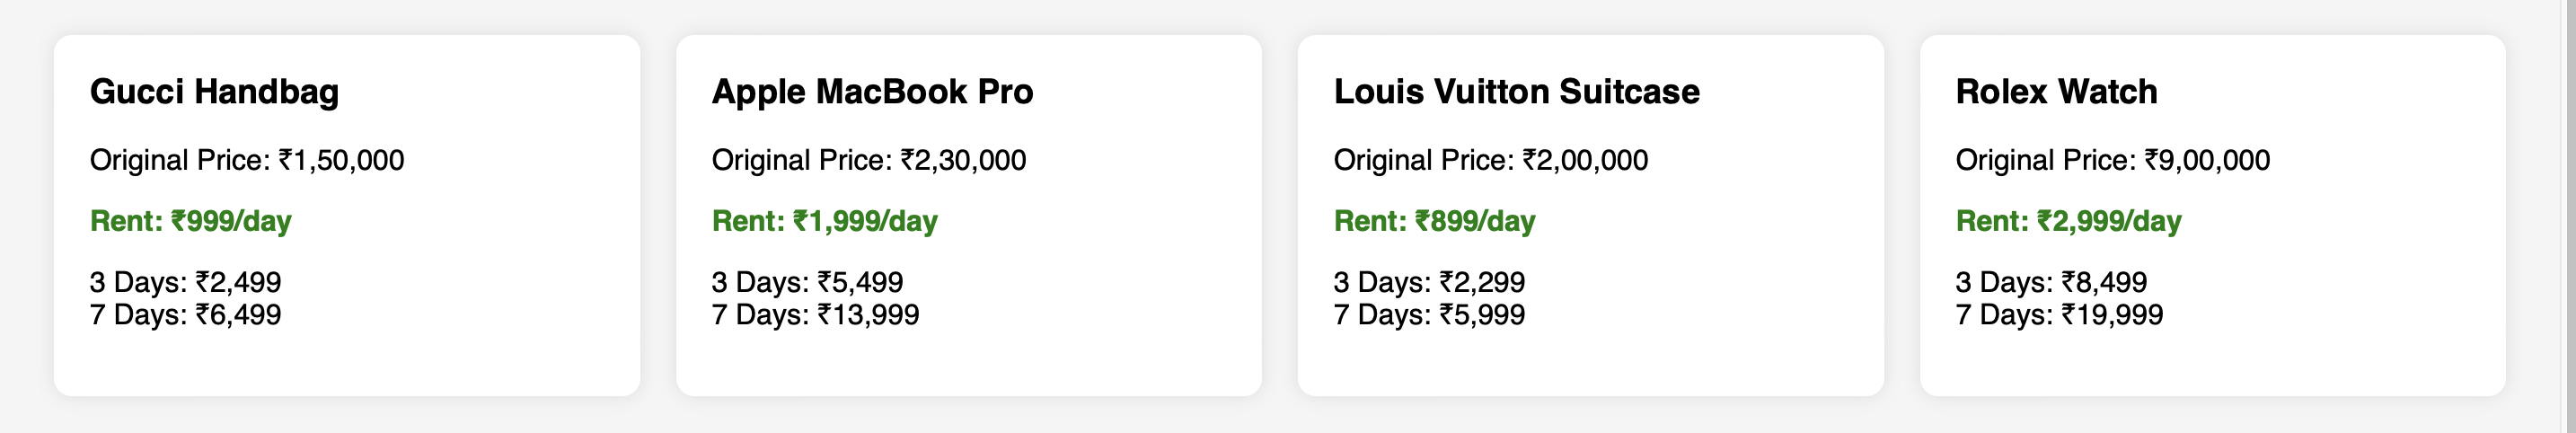 Gucci Handbag
Original Price: ₹1,50,000
Rent: ₹999/day
3 Days: ₹2,499
7 Days: ₹6,499
Apple MacBook Pro
Original Price: ₹2,30,000
Rent: ₹1,999/day
3 Days: ₹5,499
7 Days: ₹13,999
Louis Vuitton Suitcase
Original Price: ₹2,00,000
Rent: ₹899/day
3 Days: ₹2,299
7 Days: ₹5,999
Rolex Watch
Original Price: ₹9,00,000
Rent: ₹2,999/day
3 Days: ₹8,499
7 Days: ₹19,999